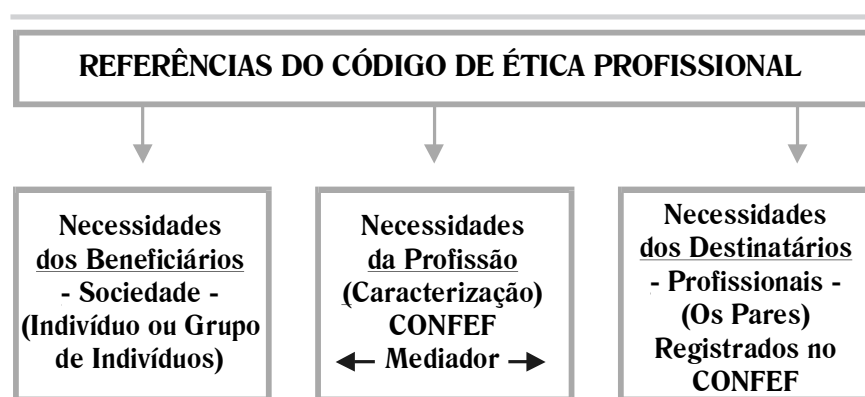 REFERÊNCIAS DO CÓDIGO DE ÉTICA PROFISSIONAL
Necessidades
dos Beneficiários
- Sociedade -
(Indivíduo ou Grupo
de Indivíduos)
Necessidades
da Profissão
(Caracterização)
CONFEF
Mediador
Necessidades
dos Destinatários
- Profissionais -
(Os Pares)
Registrados no
CONFEF